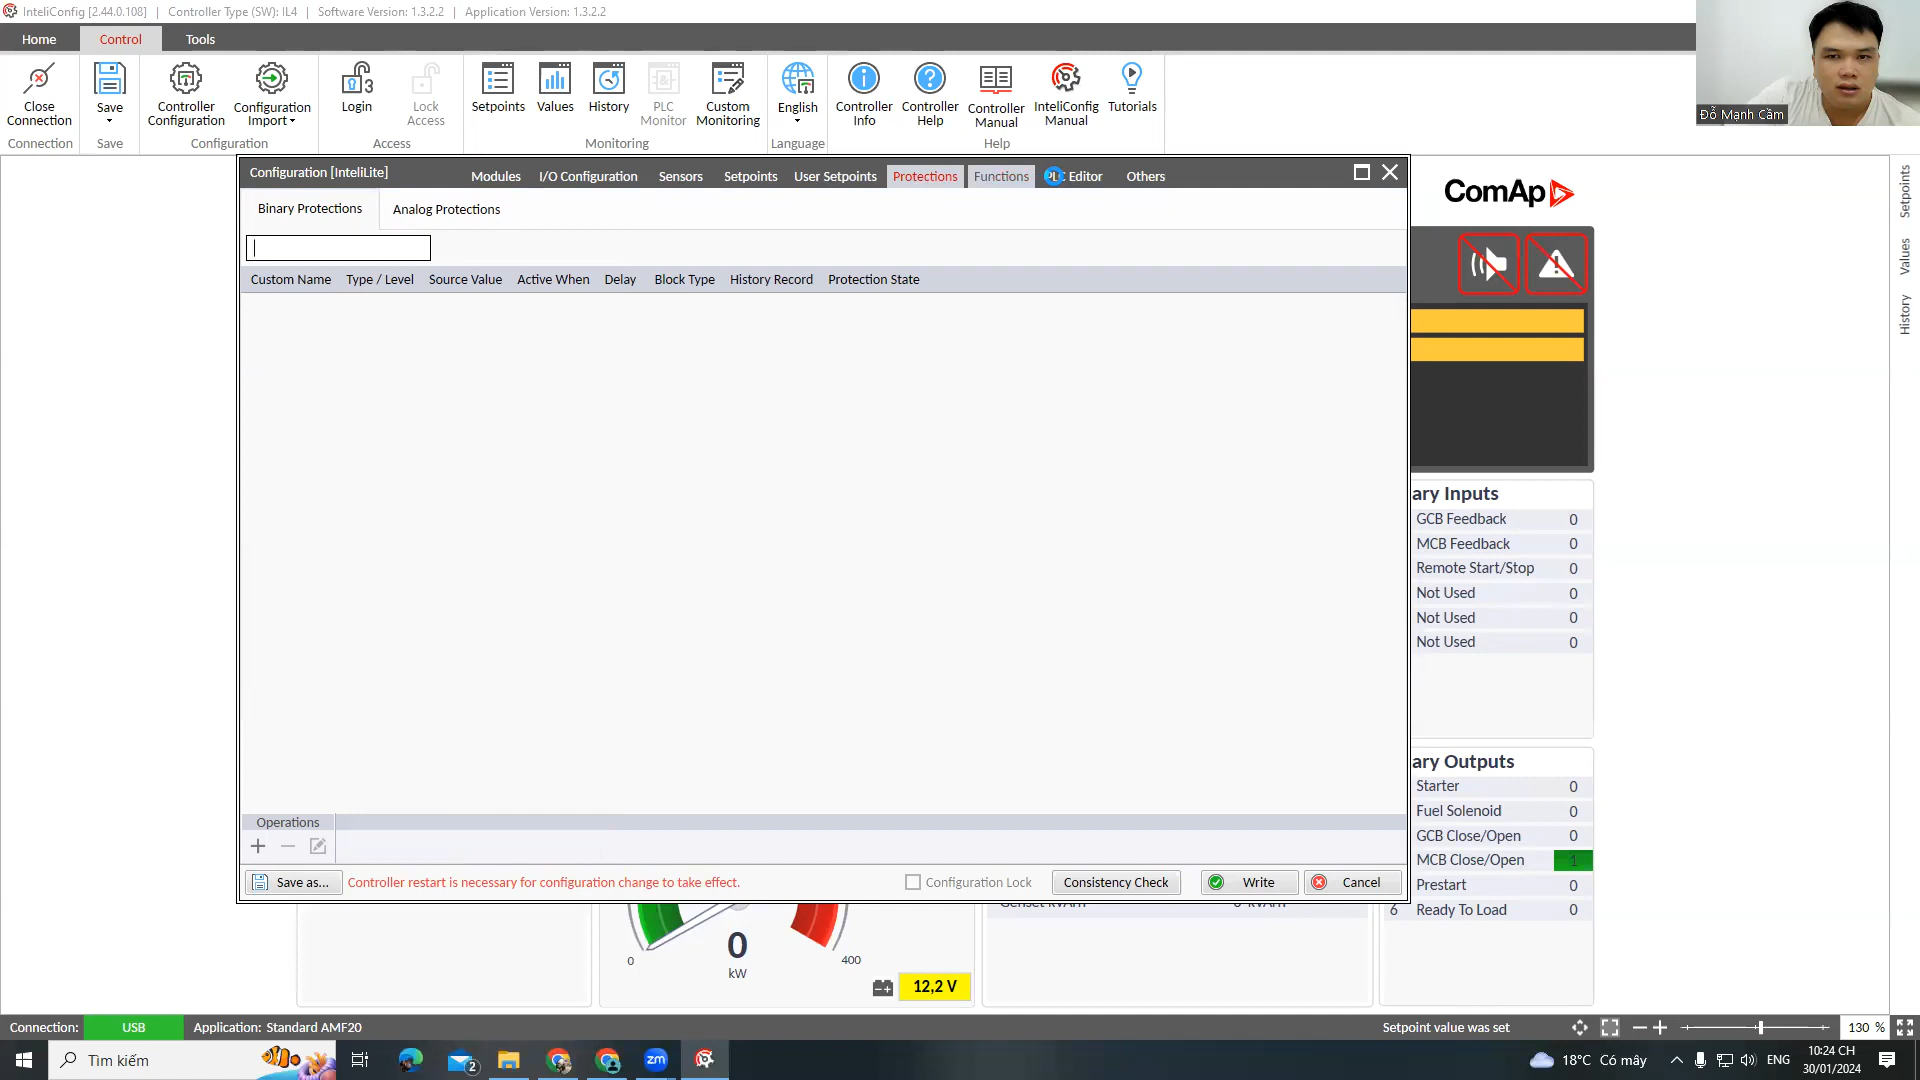 InteliConfig [2.44.0.108] | Controller Type (SW): IL4 | Software Version: 1.3.2.2 | Application Version: 1.3.2.2
Home Control Tools
Close Connection
Save
Controller Configuration
Configuration Import
Login 3
Lock Access
Setpoints
Values
History
PLC Monitor
Custom Monitoring
English
Controller Info
Controller Help
Controller Manual
InteliConfig Manual
Tutorials
Connection Save Configuration Access Monitoring Language Help
Đỗ Mạnh Cầm
Configuration [InteliLite] Modules I/O Configuration Sensors Setpoints User Setpoints Protections Functions Editor Others
Binary Protections Analog Protections
Custom Name Type / Level Source Value Active When Delay Block Type History Record Protection State
Operations
Save as... Controller restart is necessary for configuration change to take effect. Configuration Lock Consistency Check Write Cancel
ComAp
Setpoints
Values
History
ary Inputs
GCB Feedback 0
MCB Feedback 0
Remote Start/Stop 0
Not Used 0
Not Used 0
Not Used 0
ary Outputs
Starter 0
Fuel Solenoid 0
GCB Close/Open 0
MCB Close/Open 1
Prestart 0
6 Ready To Load 0
0
0 400
kW
12,2 V
Connection: USB Application: Standard AMF20 Setpoint value was set 130 %
Tìm kiếm 2 zm 18°C Có mây ENG 10:24 CH
30/01/2024